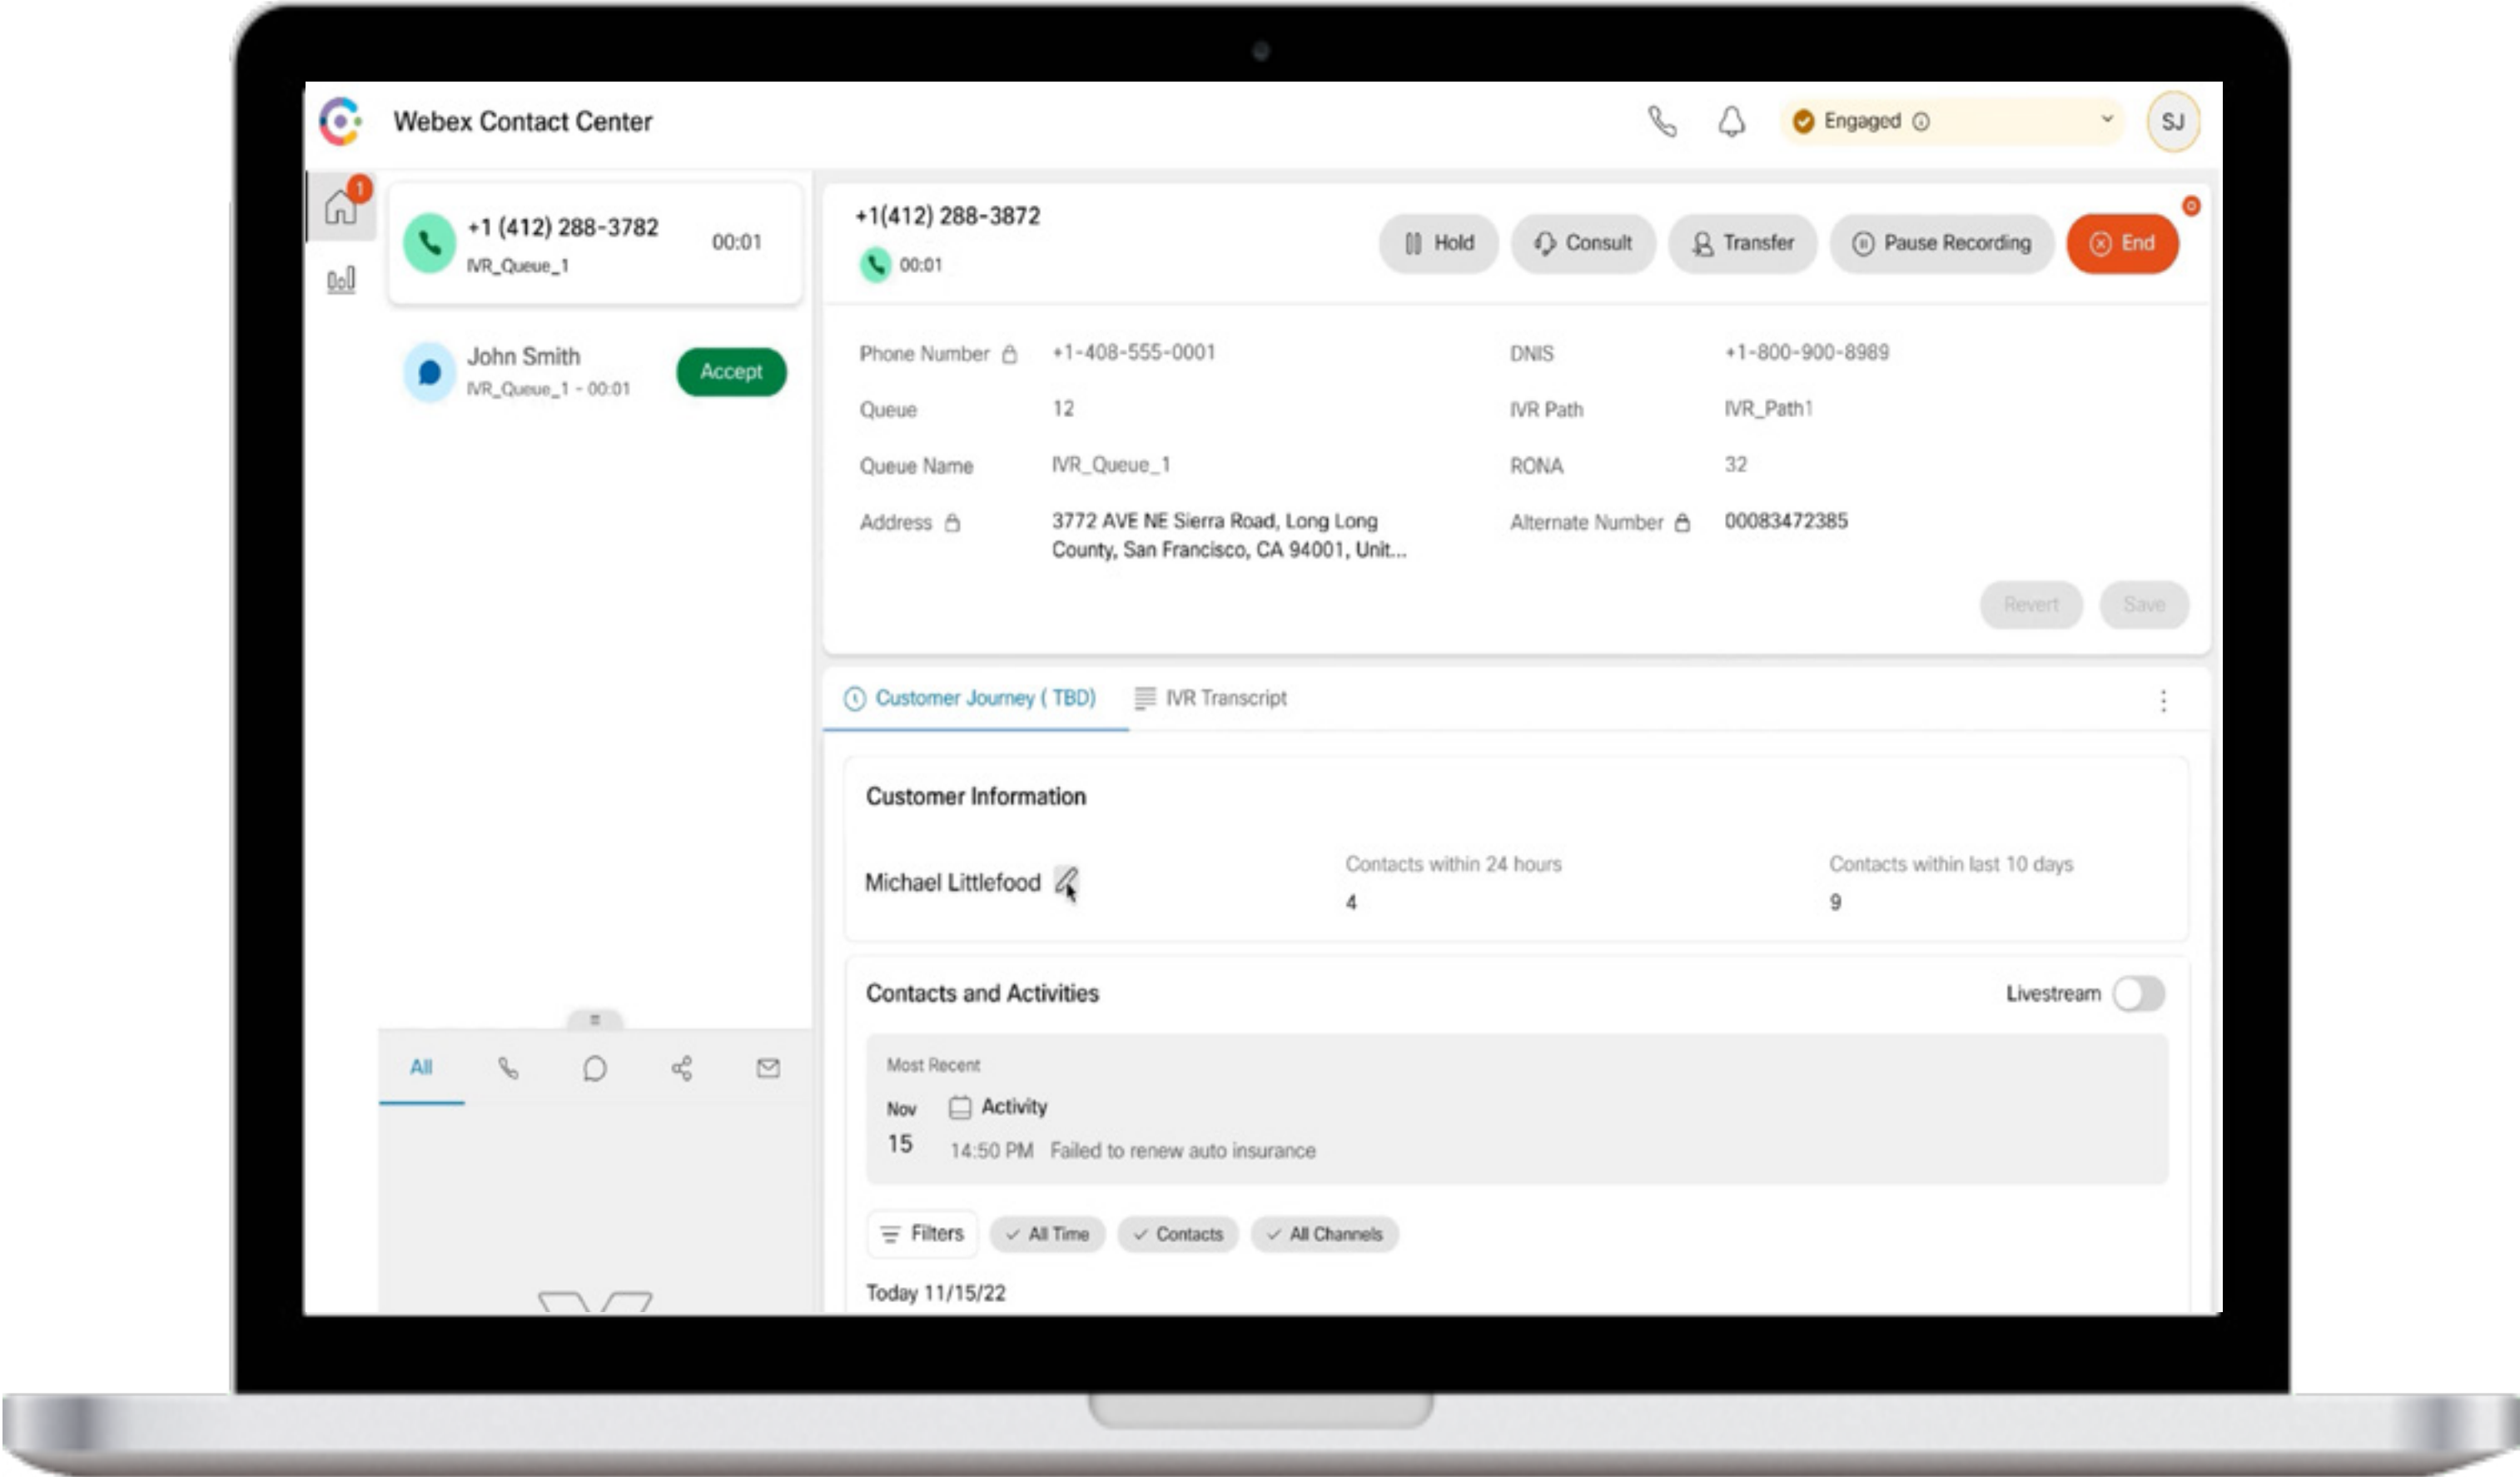 Webex Contact Center
Engaged
SJ
1
+1 (412) 288-3782
00:01
IVR_Queue_1
John Smith
IVR_Queue_1 - 00:01
Accept
All
+1(412) 288-3872
00:01
Hold
Consult
Transfer
Pause Recording
End
Phone Number
+1-408-555-0001
DNIS
+1-800-900-8989
Queue
12
IVR Path
IVR_Path1
Queue Name
IVR_Queue_1
RONA
32
Address
3772 AVE NE Sierra Road, Long Long
County, San Francisco, CA 94001, Unit...
Alternate Number
00083472385
Revert
Save
Customer Journey ( TBD)
IVR Transcript
Customer Information
Michael Littlefood
Contacts within 24 hours
4
Contacts within last 10 days
9
Contacts and Activities
Livestream
Most Recent
Nov
15
Activity
14:50 PM Failed to renew auto insurance
Filters
All Time
Contacts
All Channels
Today 11/15/22